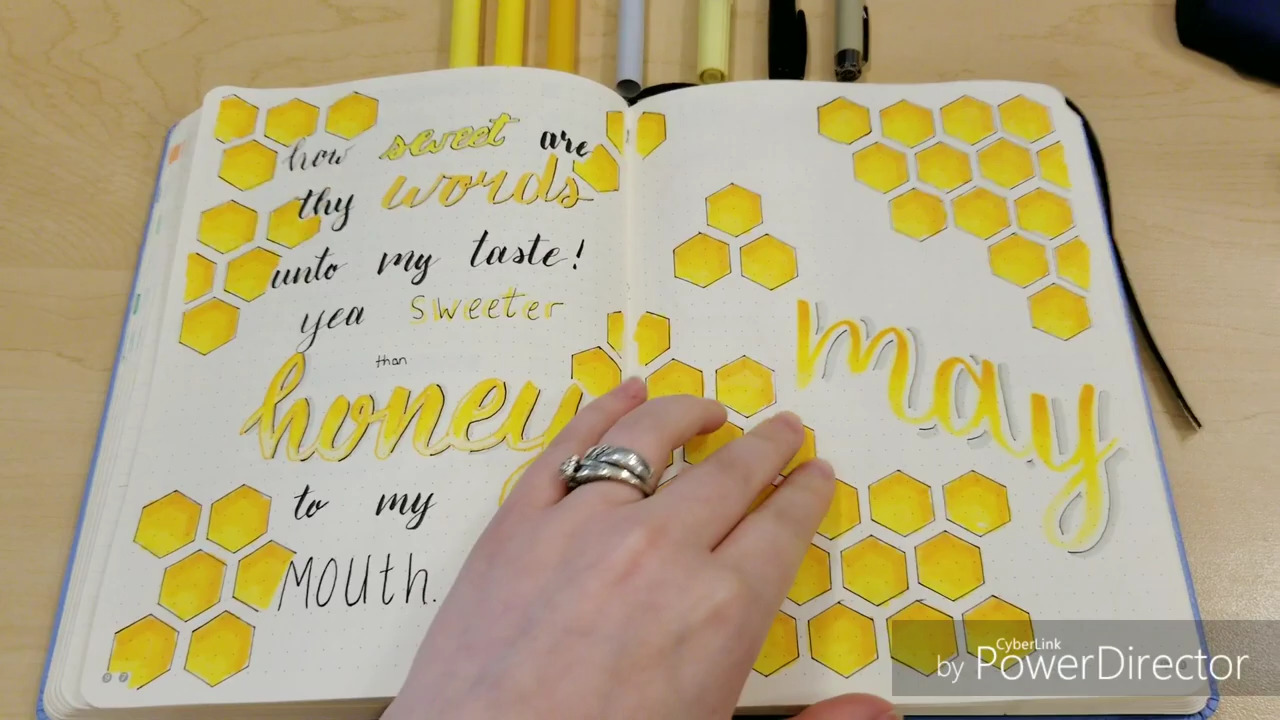 how sweet are
thy words
unto my taste!
yea sweeter
than
honey
to my
MOUTH.
may
CyberLink
by PowerDirector